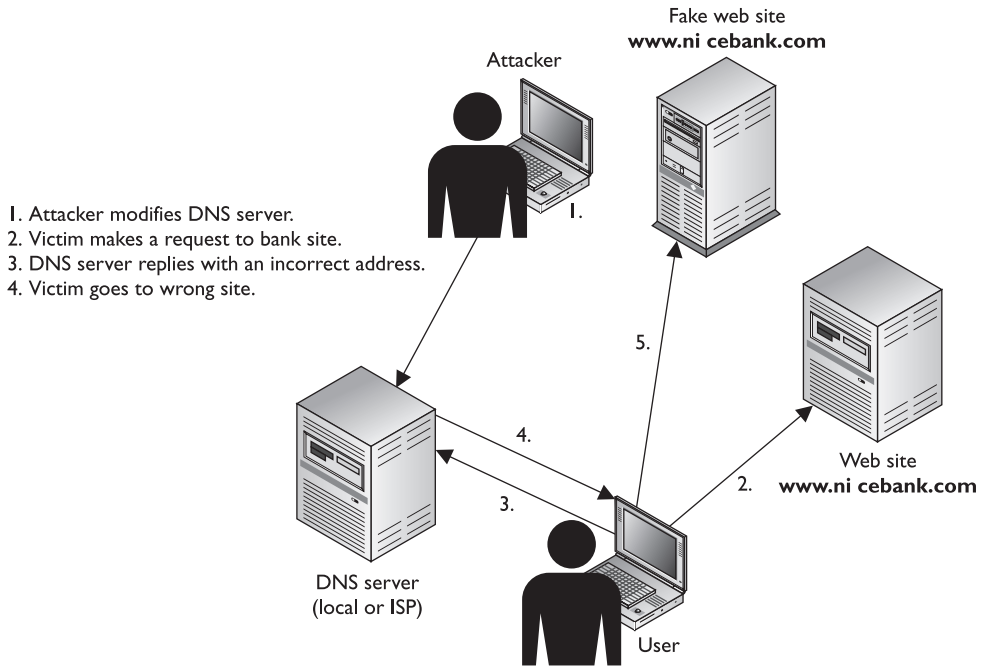 Fake web site
www.ni cebank.com
Attacker
1.
1. Attacker modifies DNS server.
2. Victim makes a request to bank site.
3. DNS server replies with an incorrect address.
4. Victim goes to wrong site.
5.
4.
3.
2.
Web site
www.ni cebank.com
DNS server
(local or ISP)
User